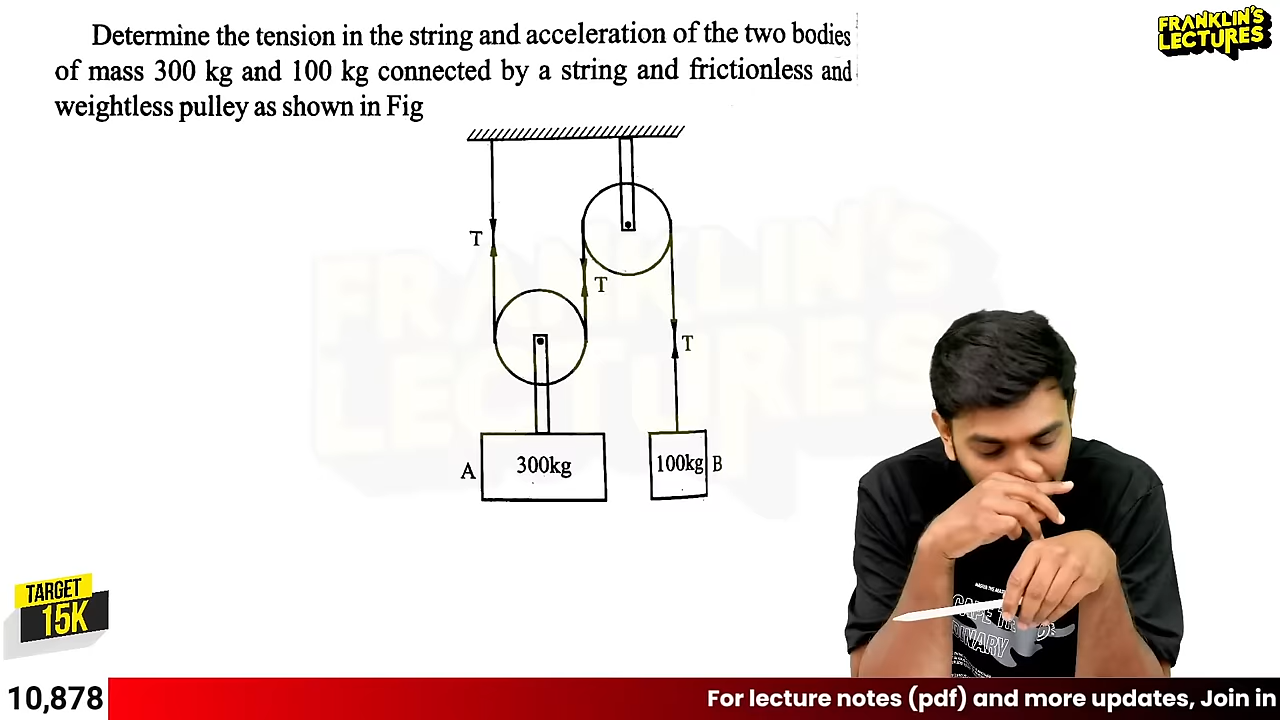 Determine the tension in the string and acceleration of the two bodies
of mass 300 kg and 100 kg connected by a string and frictionless and
weightless pulley as shown in Fig
FRANKLIN'S
LECTURES
T
T
T
FRANKLIN'S
LECTURES
A
300kg
100kg
B
TARGET
15K
10,878
For lecture notes (pdf) and more updates, Join in